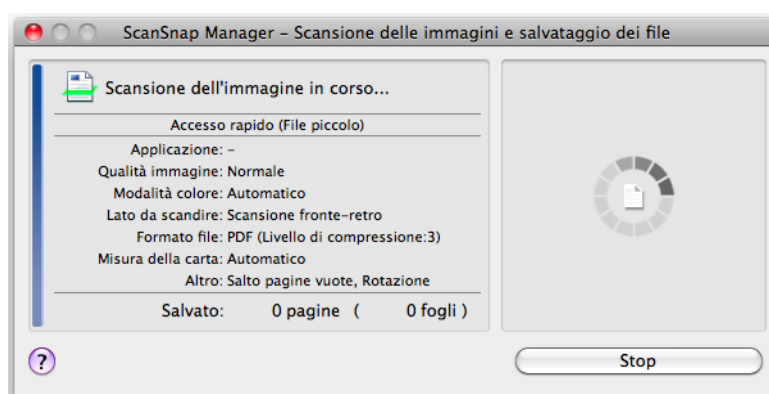 ScanSnap Manager – Scansione delle immagini e salvataggio dei file
Scansione dell'immagine in corso...
Accesso rapido (File piccolo)
Applicazione: –
Qualità immagine: Normale
Modalità colore: Automatico
Lato da scandire: Scansione fronte-retro
Formato file: PDF (Livello di compressione:3)
Misura della carta: Automatico
Altro: Salto pagine vuote, Rotazione
Salvato: 0 pagine ( 0 fogli )
? Stop